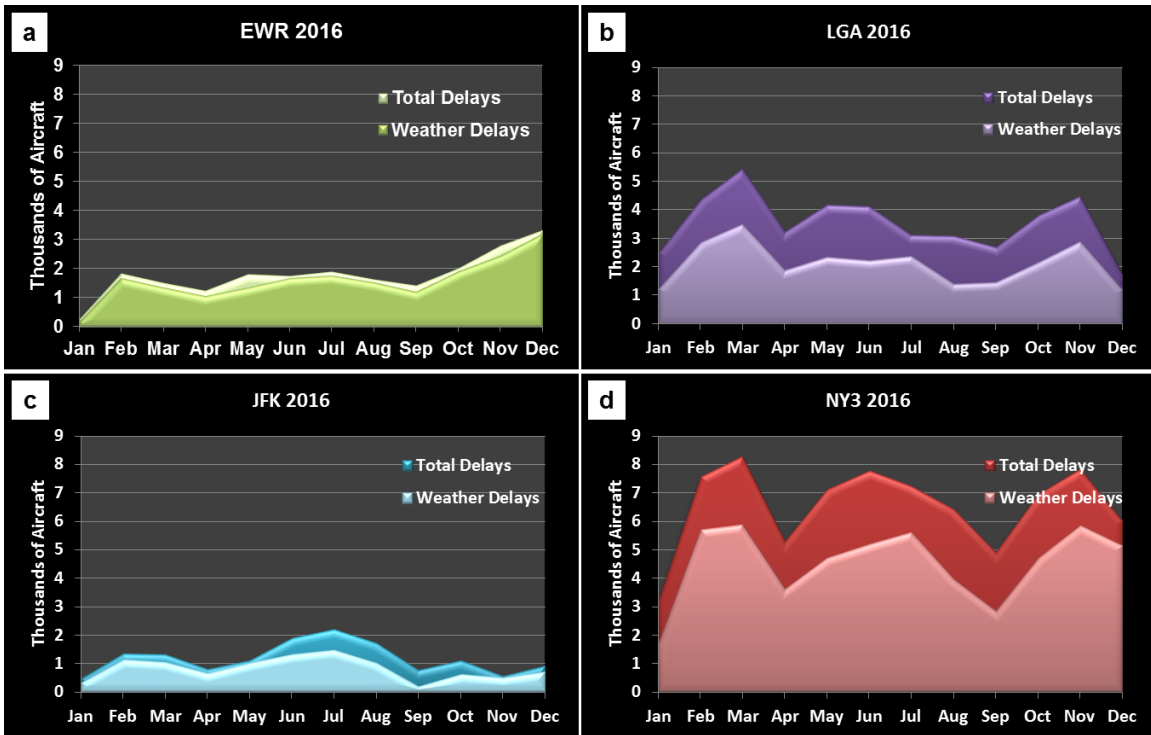 a
EWR 2016
9
8
7
6
5
4
3
2
1
0
Thousands of Aircraft
Total Delays
Weather Delays
Jan Feb Mar Apr May Jun Jul Aug Sep Oct Nov Dec
b
LGA 2016
9
8
7
6
5
4
3
2
1
0
Thousands of Aircraft
Total Delays
Weather Delays
Jan Feb Mar Apr May Jun Jul Aug Sep Oct Nov Dec
c
JFK 2016
9
8
7
6
5
4
3
2
1
0
Thousands of Aircraft
Total Delays
Weather Delays
Jan Feb Mar Apr May Jun Jul Aug Sep Oct Nov Dec
d
NY3 2016
9
8
7
6
5
4
3
2
1
0
Thousands of Aircraft
Total Delays
Weather Delays
Jan Feb Mar Apr May Jun Jul Aug Sep Oct Nov Dec